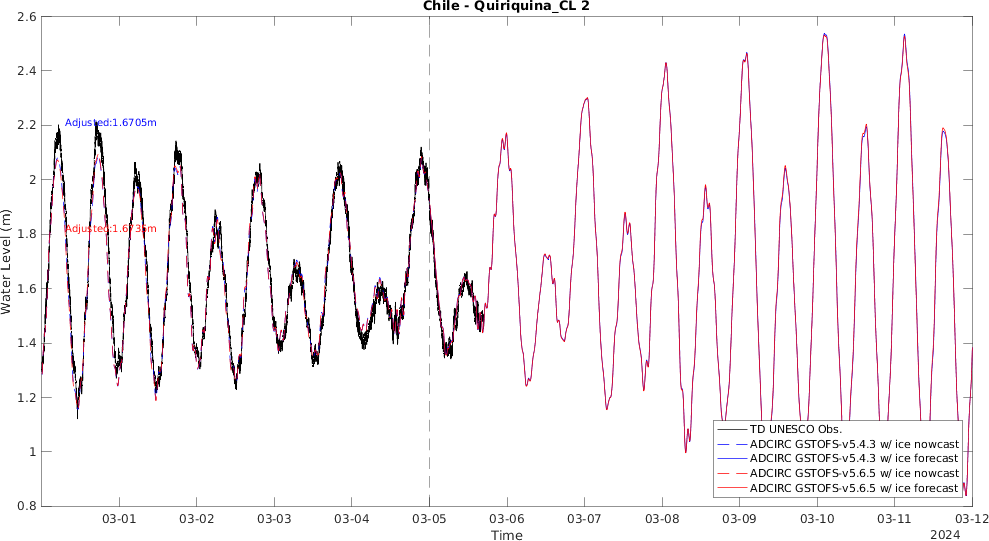 Chile - Quiriquina_CL 2
2.6
2.4
2.2
2
1.8
1.6
1.4
1.2
1
0.8
Water Level (m)
Adjusted:1.6705m
Adjusted:1.6735m
TD UNESCO Obs.
ADCIRC GSTOFS-v5.4.3 w/ ice nowcast
ADCIRC GSTOFS-v5.4.3 w/ ice forecast
ADCIRC GSTOFS-v5.6.5 w/ ice nowcast
ADCIRC GSTOFS-v5.6.5 w/ ice forecast
03-01 03-02 03-03 03-04 03-05 03-06 03-07 03-08 03-09 03-10 03-11 03-12
Time
2024